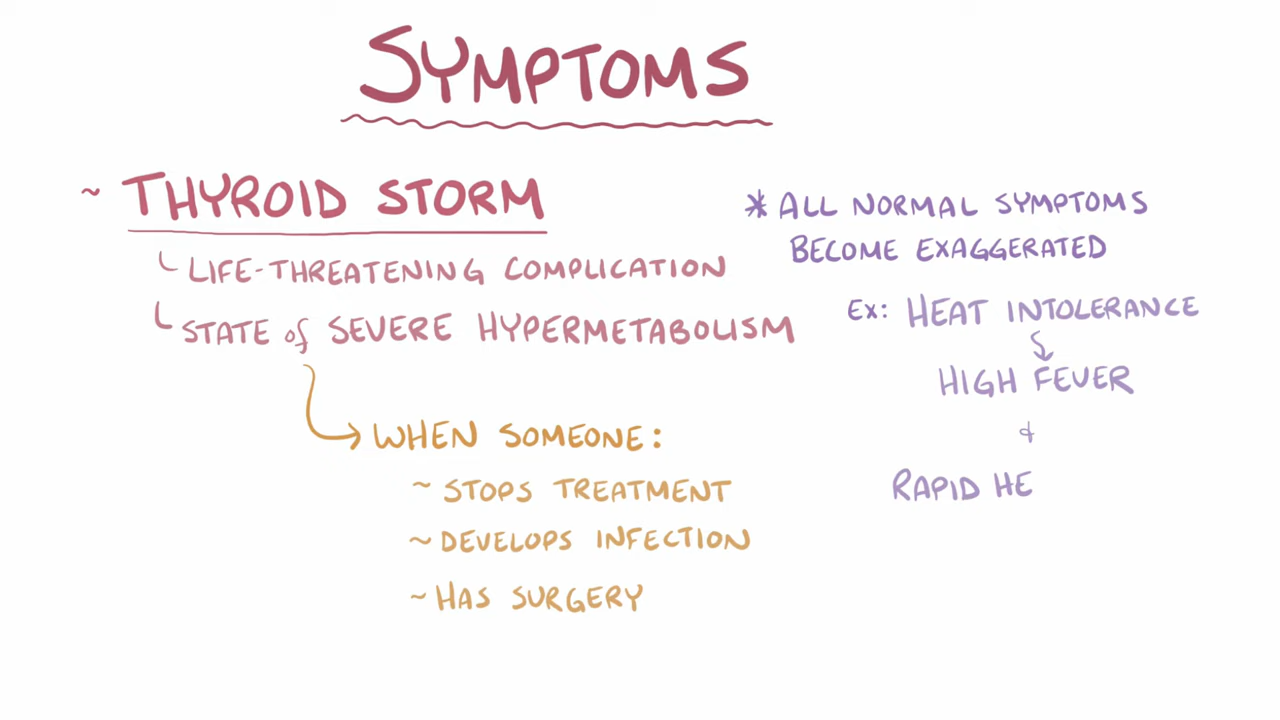 SYMPTOMS
~ THYROID STORM
LIFE-THREATENING COMPLICATION
STATE of SEVERE HYPERMETABOLISM
WHEN SOMEONE:
~ STOPS TREATMENT
~ DEVELOPS INFECTION
~ HAS SURGERY
* ALL NORMAL SYMPTOMS
BECOME EXAGGERATED
EX: HEAT INTOLERANCE
HIGH FEVER
&
RAPID HE